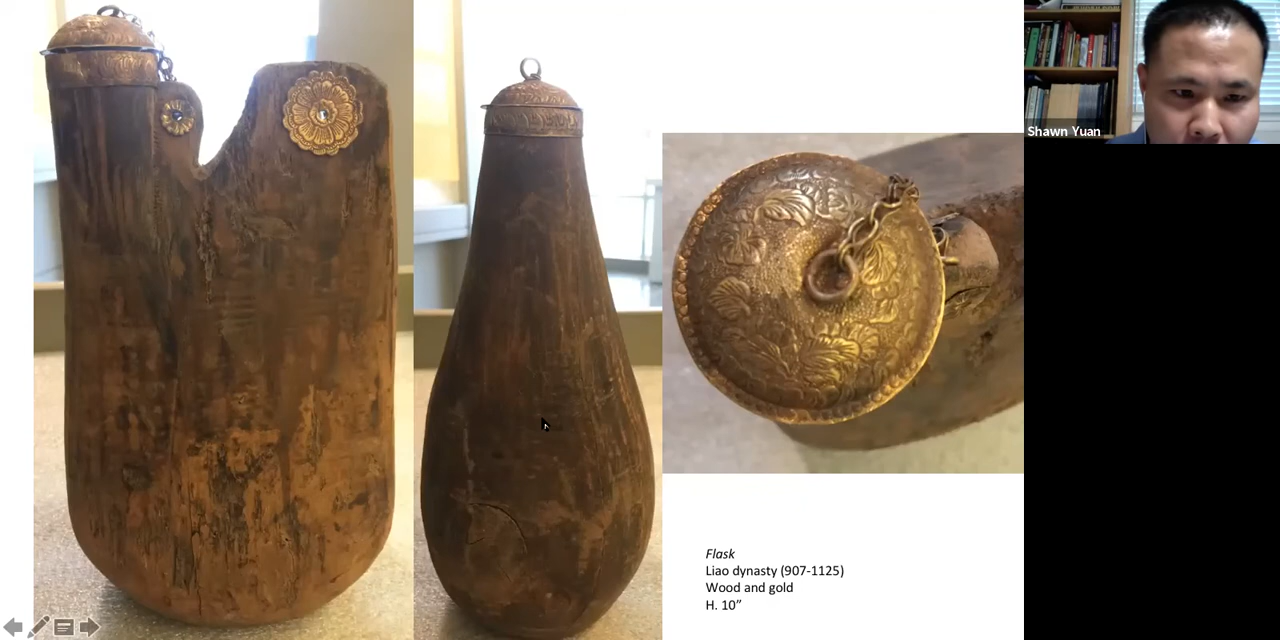 Shawn Yuan
Flask
Liao dynasty (907-1125)
Wood and gold
H. 10”